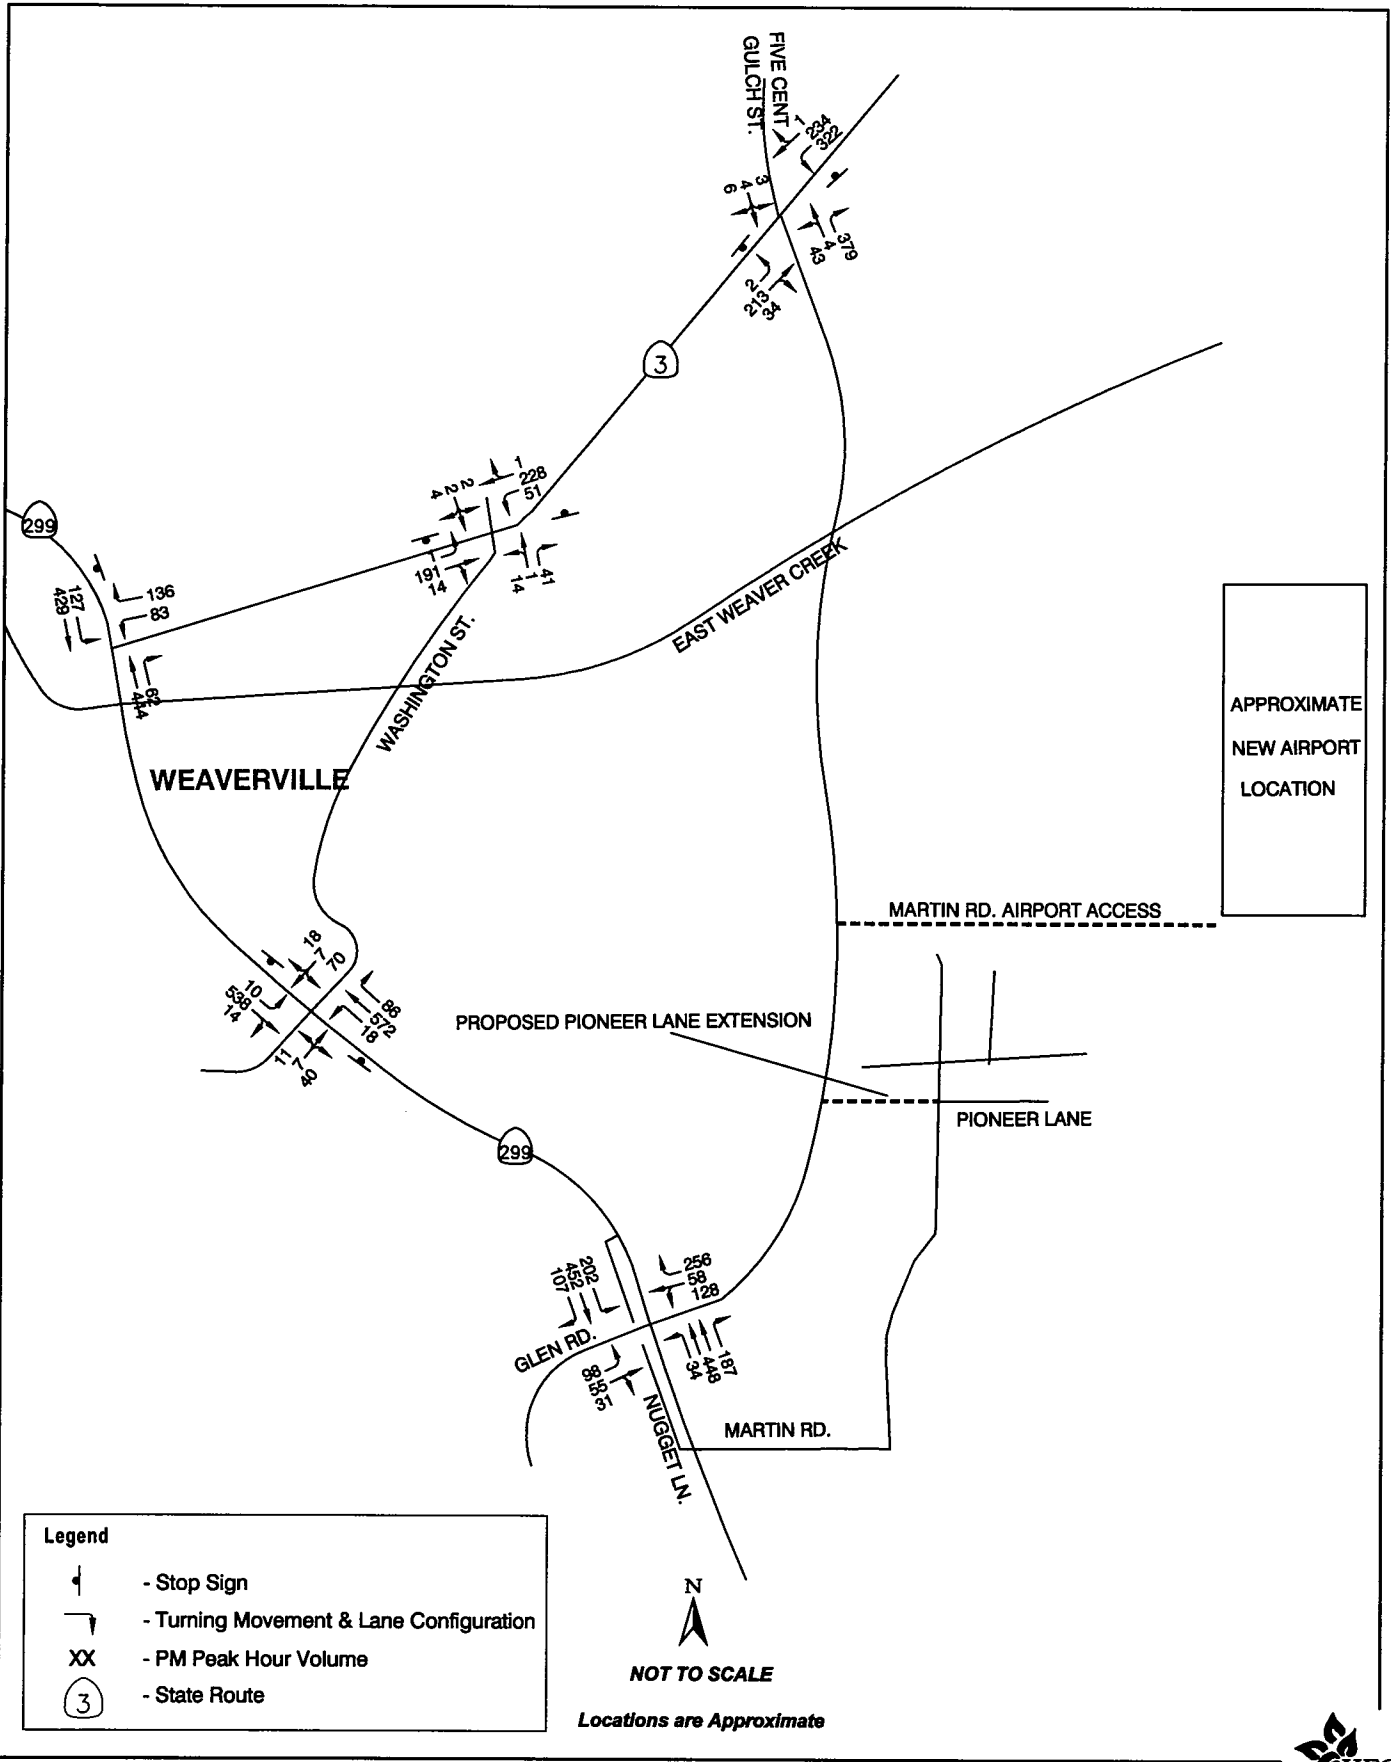 FIVE CENT
GULCH ST.
1
234
322
3
4
6
379
4
43
2
213
34
3
1
228
51
2
2
4
1
191
14
41
1
14
299
136
83
127
429
62
444
EAST WEAVER CREEK
WASHINGTON ST.
WEAVERVILLE
APPROXIMATE
NEW AIRPORT
LOCATION
MARTIN RD. AIRPORT ACCESS
18
7
70
10
538
14
86
572
18
11
7
40
PROPOSED PIONEER LANE EXTENSION
PIONEER LANE
299
202
452
107
256
58
128
GLEN RD.
187
448
34
31
NUGGET LN.
MARTIN RD.
Legend
- Stop Sign
- Turning Movement & Lane Configuration
XX - PM Peak Hour Volume
3 - State Route
N
NOT TO SCALE
Locations are Approximate